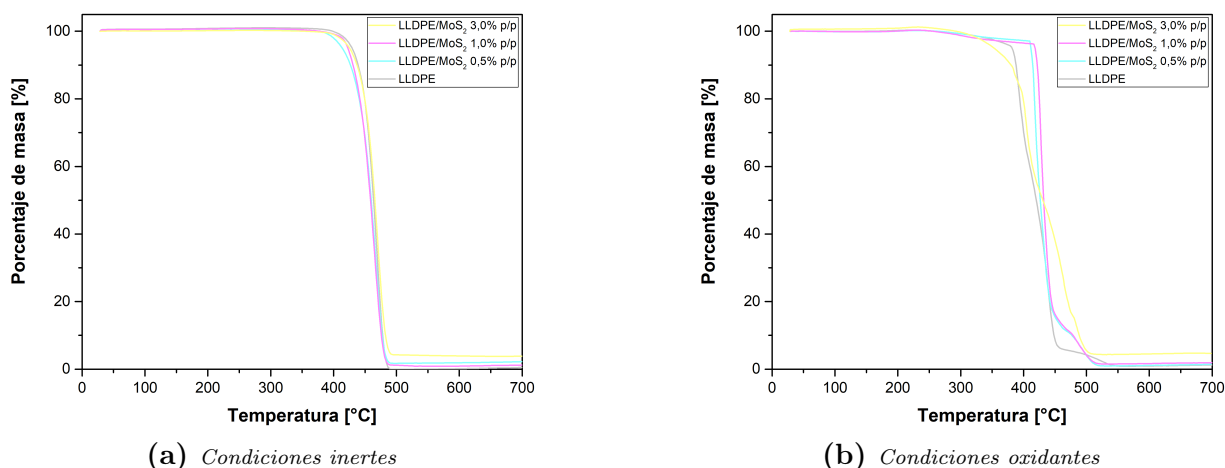 LLDPE/MoS2 3,0% p/p
LLDPE/MoS2 1,0% p/p
LLDPE/MoS2 0,5% p/p
LLDPE
Porcentaje de masa [%]
100
80
60
40
20
0
0 100 200 300 400 500 600 700
Temperatura [°C]
(a) Condiciones inertes
LLDPE/MoS2 3,0% p/p
LLDPE/MoS2 1,0% p/p
LLDPE/MoS2 0,5% p/p
LLDPE
Porcentaje de masa [%]
100
80
60
40
20
0
0 100 200 300 400 500 600 700
Temperatura [°C]
(b) Condiciones oxidantes